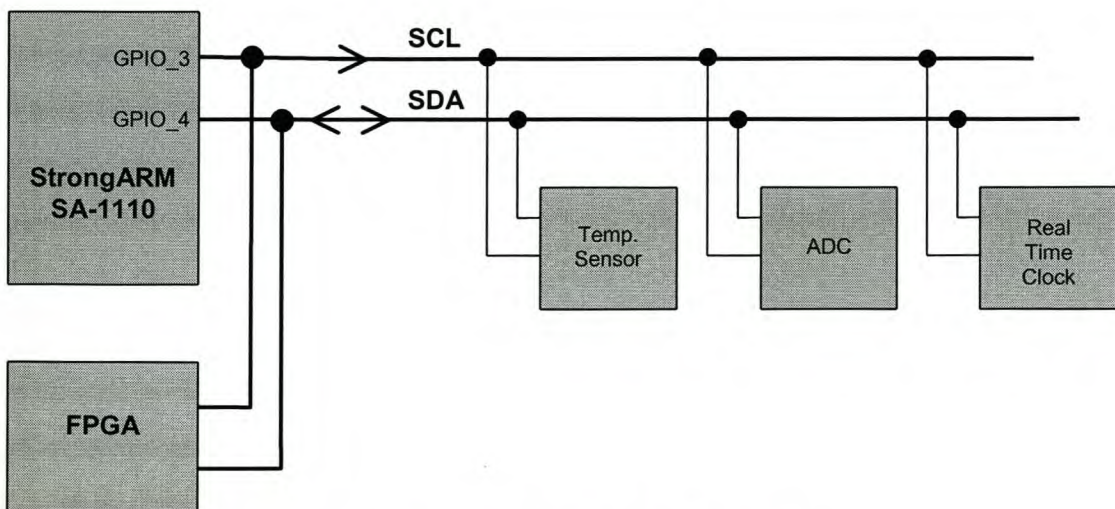 SCL
GPIO_3
SDA
GPIO_4
StrongARM
SA-1110
Temp.
Sensor
ADC
Real
Time
Clock
FPGA